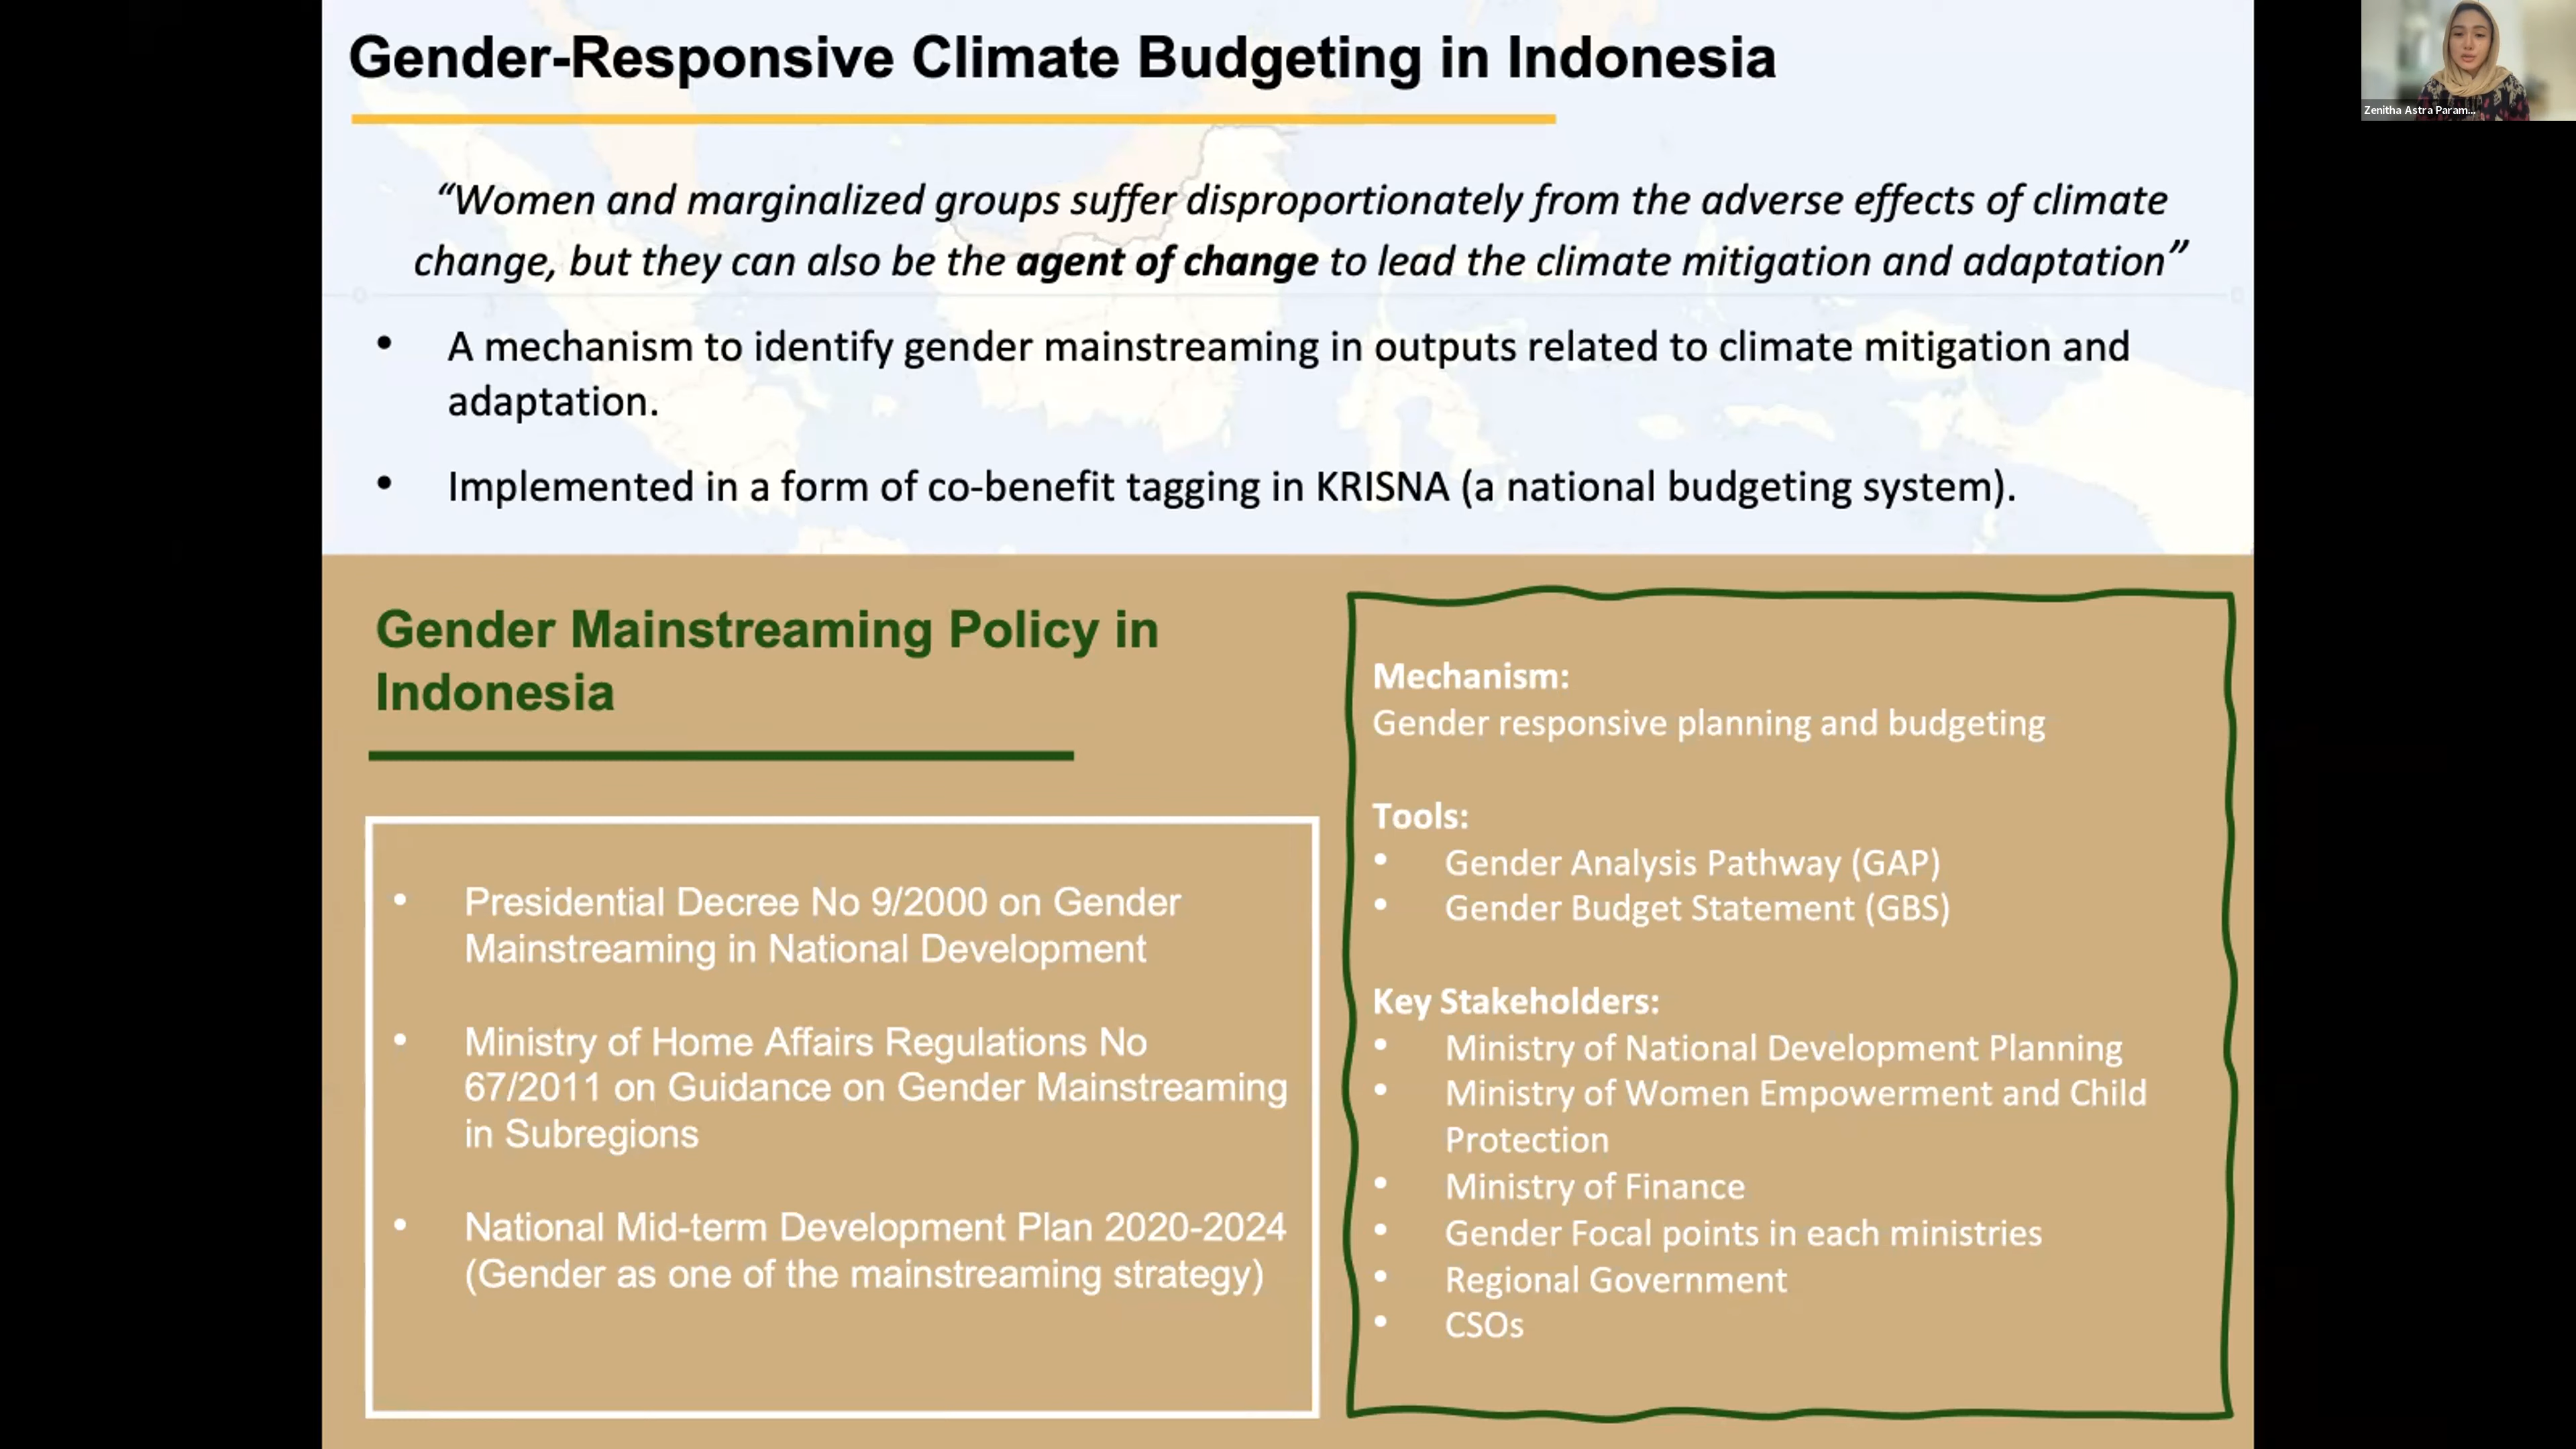 Gender-Responsive Climate Budgeting in Indonesia
“Women and marginalized groups suffer disproportionately from the adverse effects of climate
change, but they can also be the agent of change to lead the climate mitigation and adaptation”
• A mechanism to identify gender mainstreaming in outputs related to climate mitigation and
adaptation.
• Implemented in a form of co-benefit tagging in KRISNA (a national budgeting system).
Gender Mainstreaming Policy in
Indonesia
• Presidential Decree No 9/2000 on Gender
Mainstreaming in National Development
• Ministry of Home Affairs Regulations No
67/2011 on Guidance on Gender Mainstreaming
in Subregions
• National Mid-term Development Plan 2020-2024
(Gender as one of the mainstreaming strategy)
Mechanism:
Gender responsive planning and budgeting
Tools:
• Gender Analysis Pathway (GAP)
• Gender Budget Statement (GBS)
Key Stakeholders:
• Ministry of National Development Planning
• Ministry of Women Empowerment and Child
Protection
• Ministry of Finance
• Gender Focal points in each ministries
• Regional Government
• CSOs
Zenitha Astra Param...